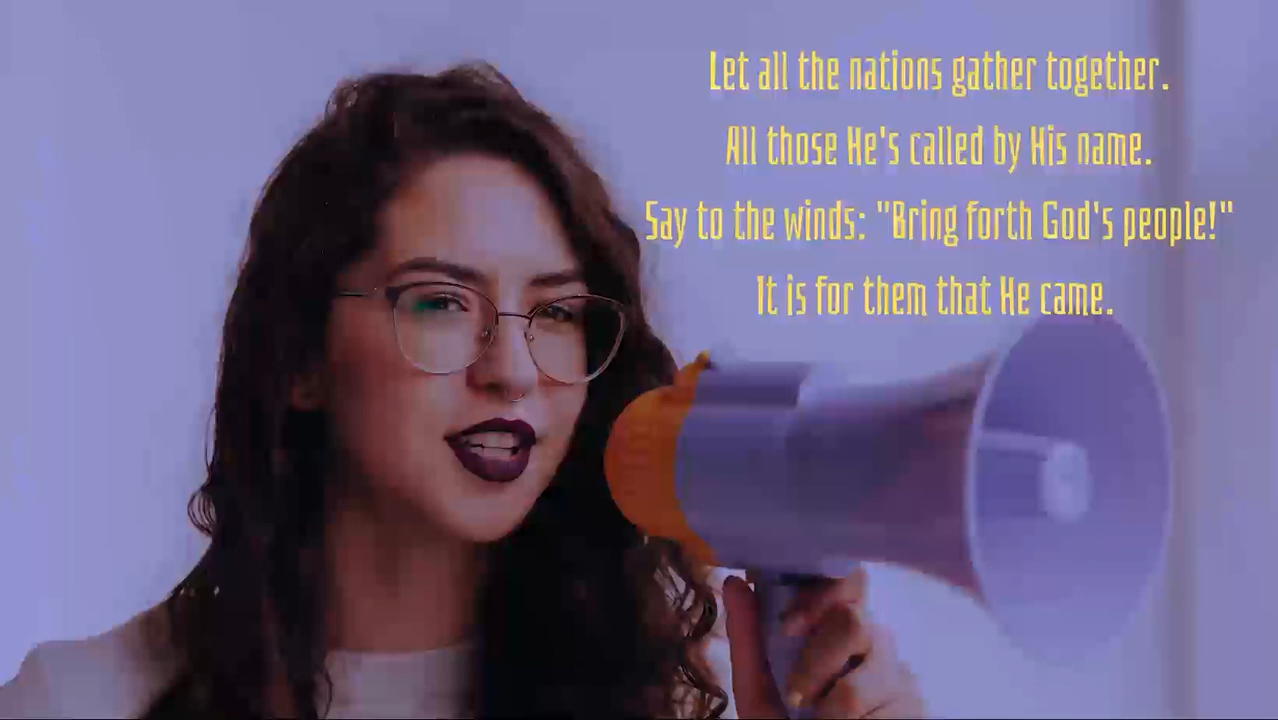 Let all the nations gather together.
All those He's called by His name.
Say to the winds: "Bring forth God's people!"
It is for them that He came.